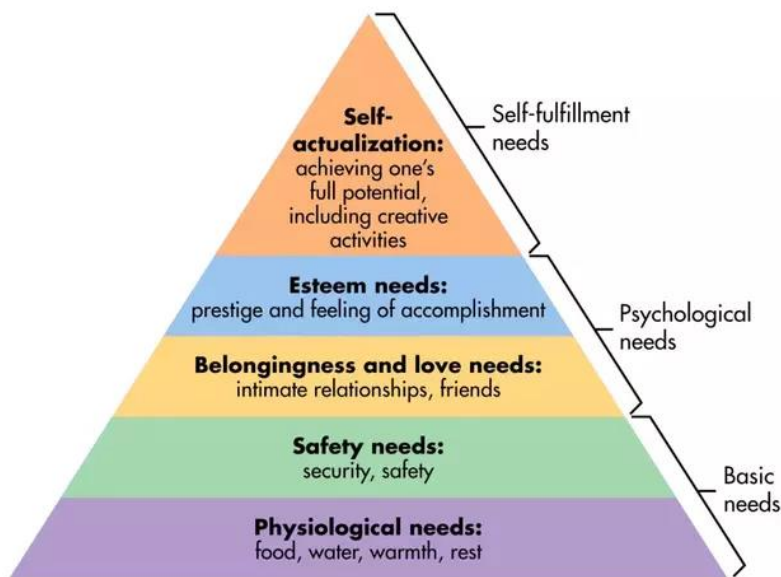 Self-
actualization:
achieving one's
full potential,
including creative
activities
Self-fulfillment
needs
Esteem needs:
prestige and feeling of accomplishment
Belongingness and love needs:
intimate relationships, friends
Psychological
needs
Safety needs:
security, safety
Physiological needs:
food, water, warmth, rest
Basic
needs